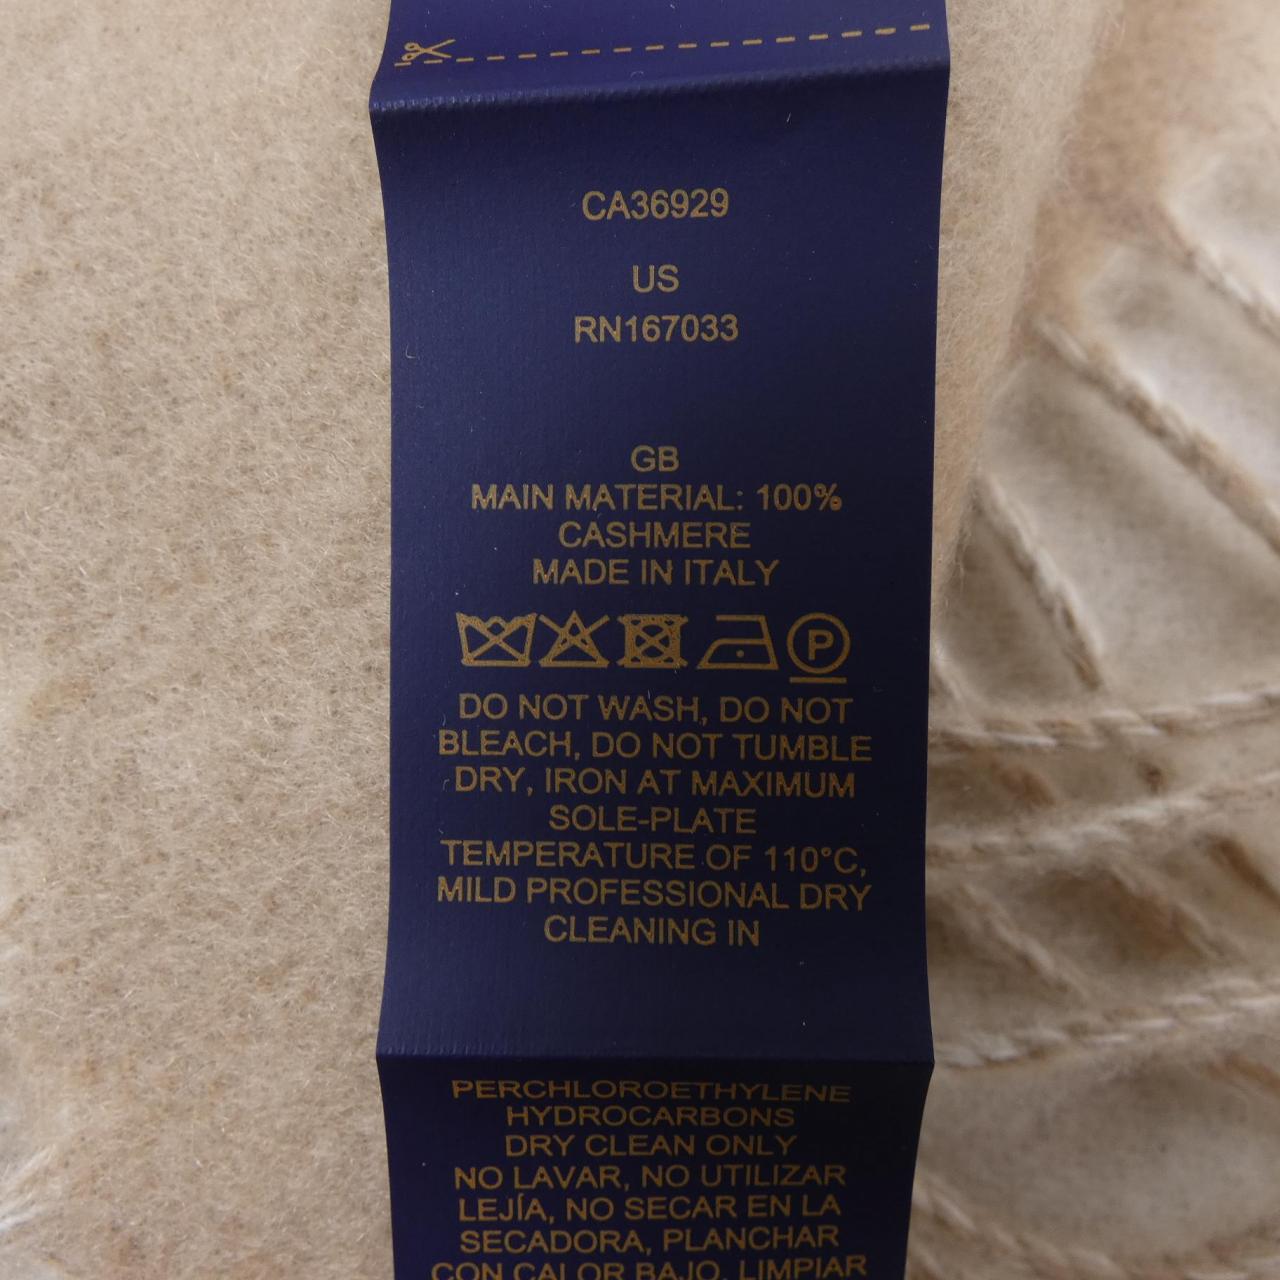 CA36929
US
RN167033
GB
MAIN MATERIAL: 100%
CASHMERE
MADE IN ITALY
P
DO NOT WASH, DO NOT
BLEACH, DO NOT TUMBLE
DRY, IRON AT MAXIMUM
SOLE-PLATE
TEMPERATURE OF 110°C,
MILD PROFESSIONAL DRY
CLEANING IN
PERCHLOROETHYLENE
HYDROCARBONS
DRY CLEAN ONLY
NO LAVAR, NO UTILIZAR
LEJÍA, NO SECAR EN LA
SECADORA, PLANCHAR
CON CALOR BAJO, LIMPIAR